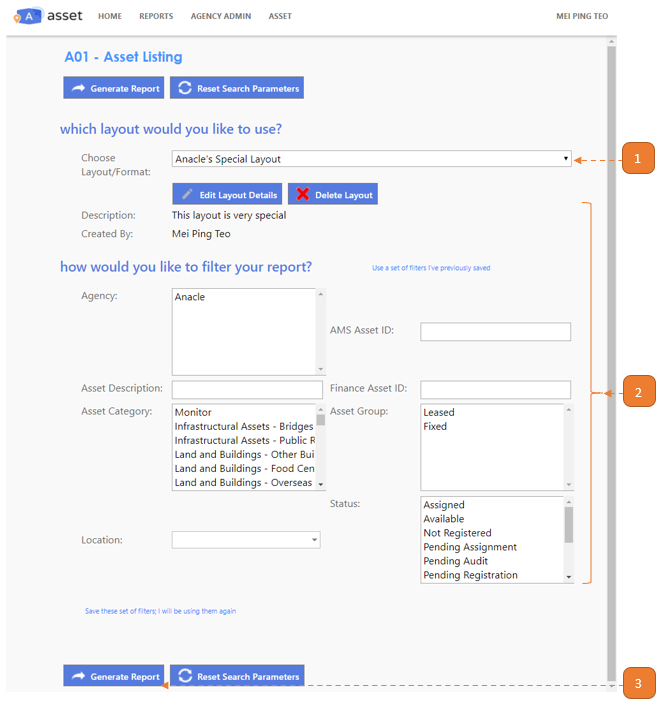 A asset HOME REPORTS AGENCY ADMIN ASSET MEI PING TEO
A01 - Asset Listing
Generate Report Reset Search Parameters
which layout would you like to use?
Choose Layout/Format: Anacle's Special Layout
1
Edit Layout Details Delete Layout
Description: This layout is very special
Created By: Mei Ping Teo
how would you like to filter your report? Use a set of filters I've previously saved
Agency: Anacle
AMS Asset ID:
2
Asset Description: Finance Asset ID:
Asset Category:
Monitor
Infrastructural Assets - Bridges
Infrastructural Assets - Public R
Land and Buildings - Other Bui
Land and Buildings - Food Cen
Land and Buildings - Overseas
Asset Group:
Leased
Fixed
Status:
Assigned
Available
Not Registered
Pending Assignment
Pending Audit
Pending Registration
Location:
Save these set of filters; I will be using them again
Generate Report Reset Search Parameters
3